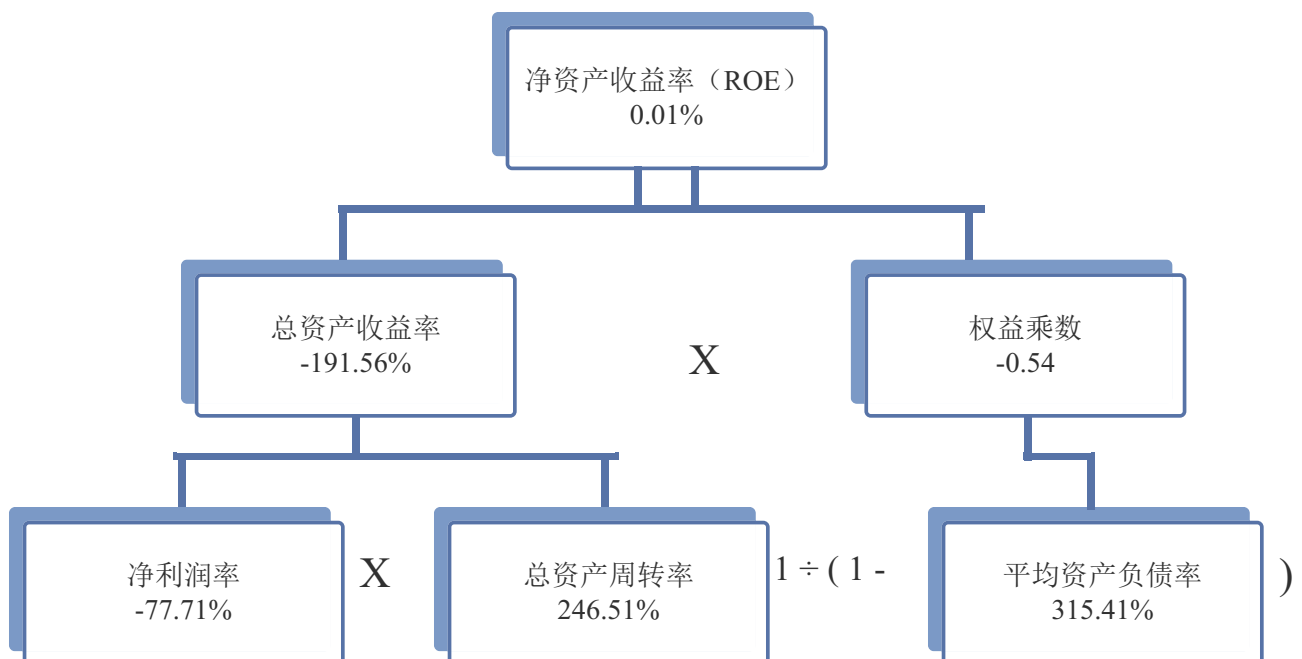 净资产收益率（ROE）
0.01%
总资产收益率
-191.56%
X
权益乘数
-0.54
净利润率
-77.71%
X
总资产周转率
246.51%
1 ÷ ( 1 -
平均资产负债率
315.41%
)